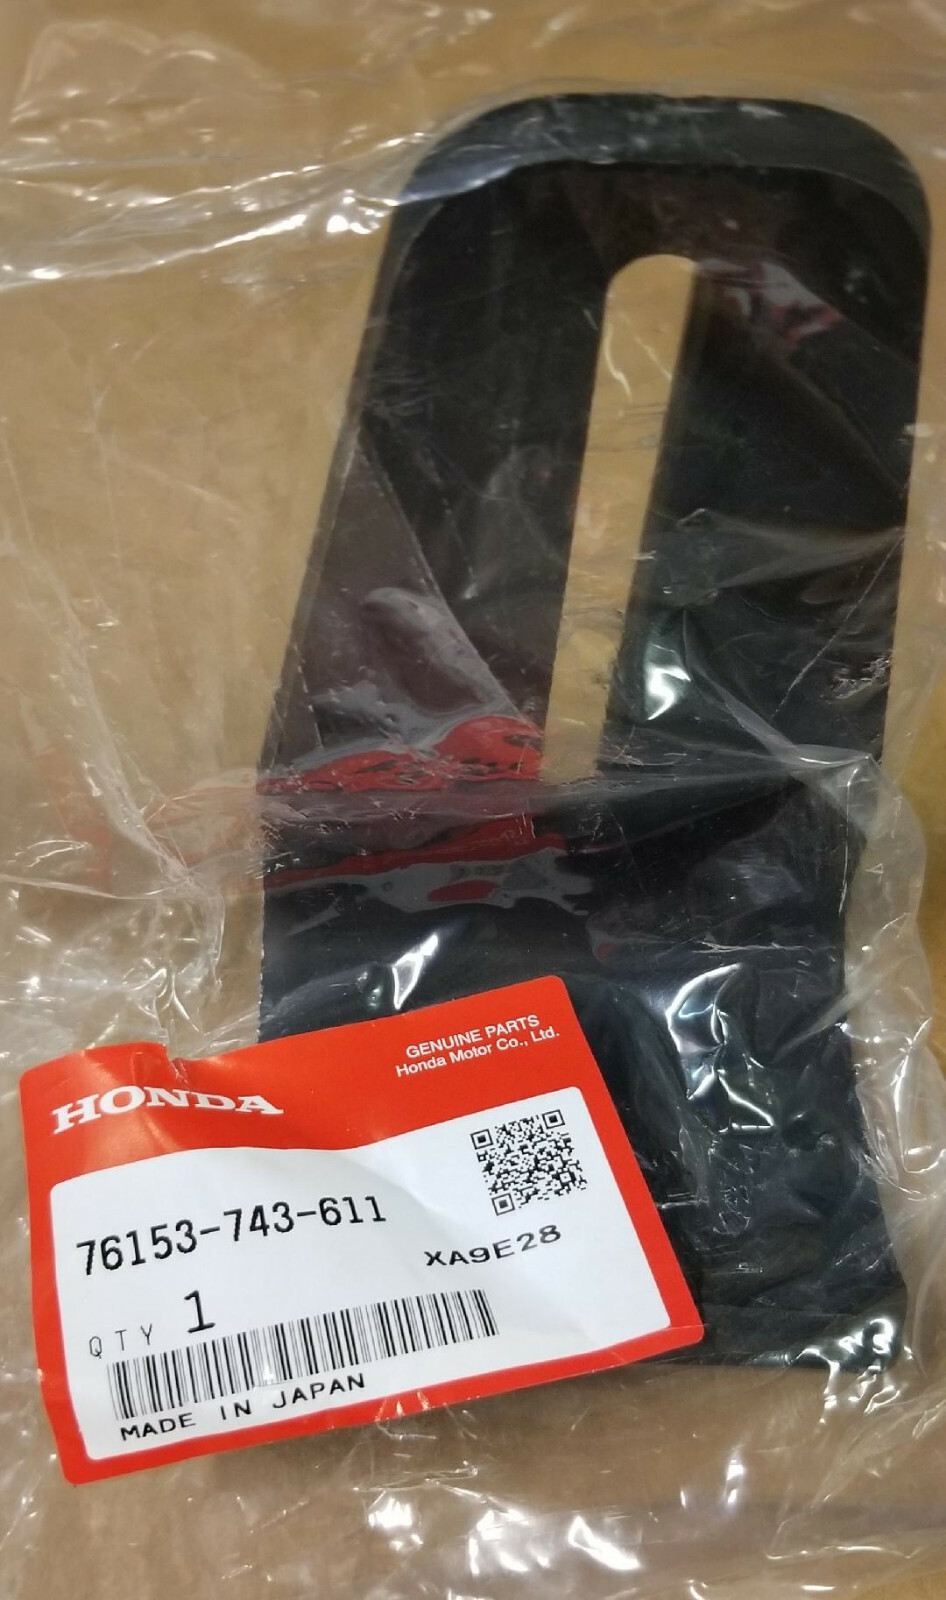 GENUINE PARTS
Honda Motor Co., Ltd.
HONDA
76153-743-611
XA9E28
QTY 1
MADE IN JAPAN